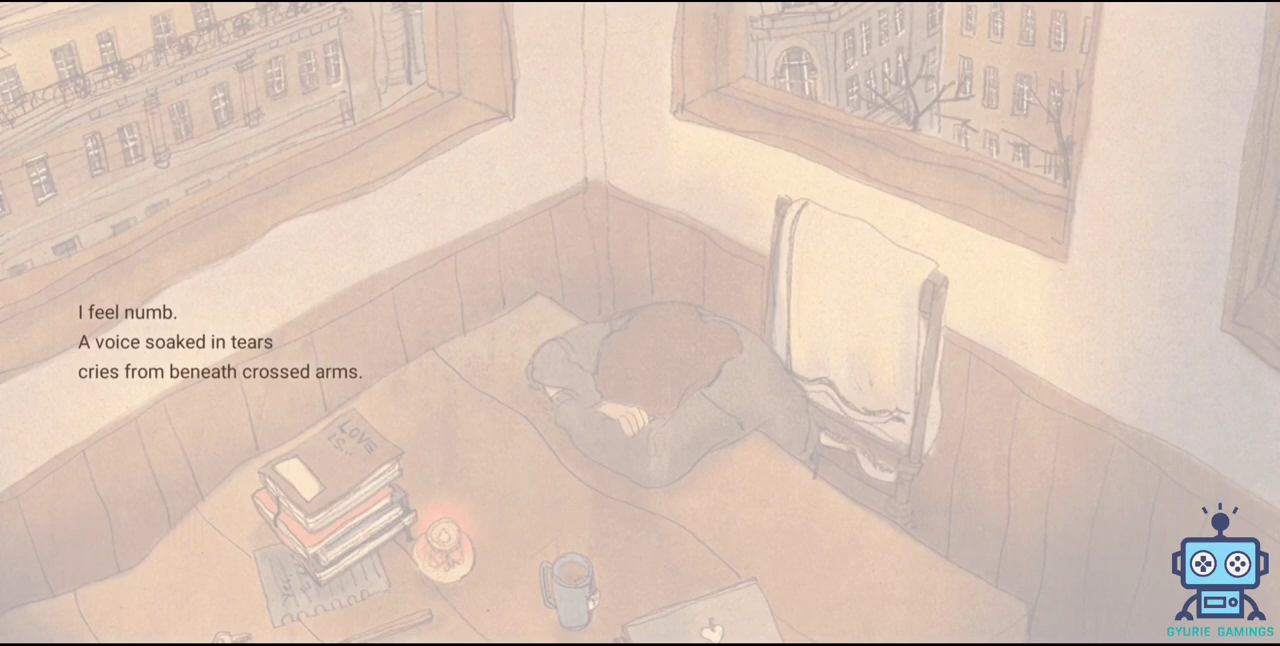 I feel numb.
A voice soaked in tears
cries from beneath crossed arms.
LOVE
IS...
GYURIE GAMINGS